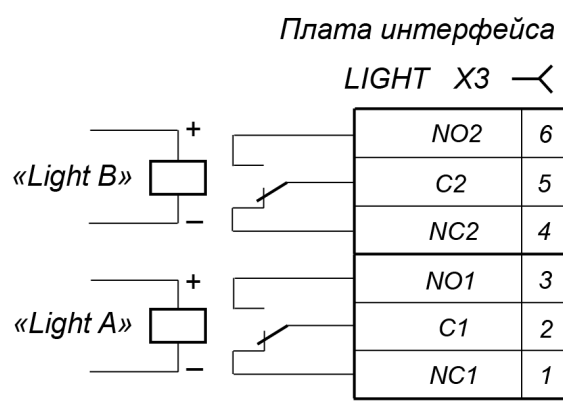 Плата интерфейса
LIGHT X3
NO2 6
+
«Light B»
C2 5
–
NC2 4
+
NO1 3
«Light A»
C1 2
–
NC1 1